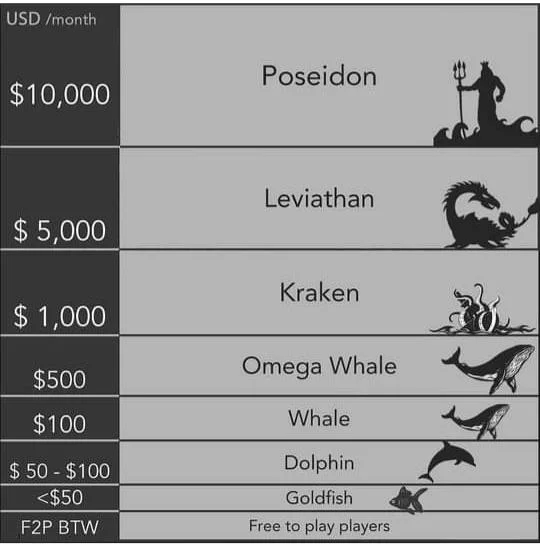 USD /month
$10,000 Poseidon
$ 5,000 Leviathan
$ 1,000 Kraken
$500 Omega Whale
$100 Whale
$ 50 - $100 Dolphin
<$50 Goldfish
F2P BTW Free to play players